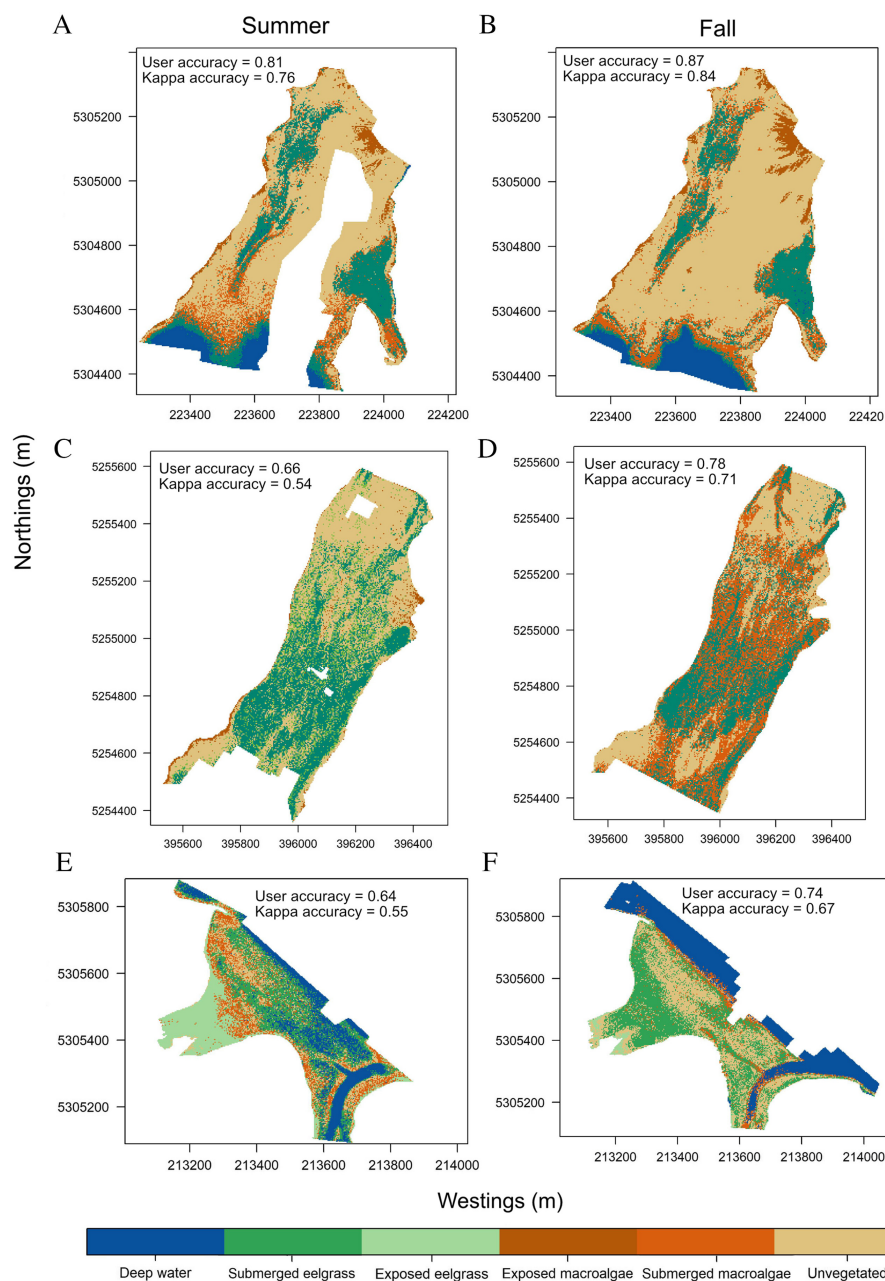 A
Summer
B
Fall
User accuracy = 0.81
Kappa accuracy = 0.76
User accuracy = 0.87
Kappa accuracy = 0.84
5305200
5305000
5304800
5304600
5304400
5305200
5305000
5304800
5304600
5304400
223400 223600 223800 224000 224200
223400 223600 223800 224000 22420
C
D
User accuracy = 0.66
Kappa accuracy = 0.54
User accuracy = 0.78
Kappa accuracy = 0.71
Northings (m)
5255600
5255400
5255200
5255000
5254800
5254600
5254400
5255600
5255400
5255200
5255000
5254800
5254600
5254400
395600 395800 396000 396200 396400
395600 395800 396000 396200 396400
E
F
User accuracy = 0.64
Kappa accuracy = 0.55
User accuracy = 0.74
Kappa accuracy = 0.67
5305800
5305600
5305400
5305200
5305800
5305600
5305400
5305200
213200 213400 213600 213800 214000
213200 213400 213600 213800 214000
Westings (m)
Deep water Submerged eelgrass Exposed eelgrass Exposed macroalgae Submerged macroalgae Unvegetated